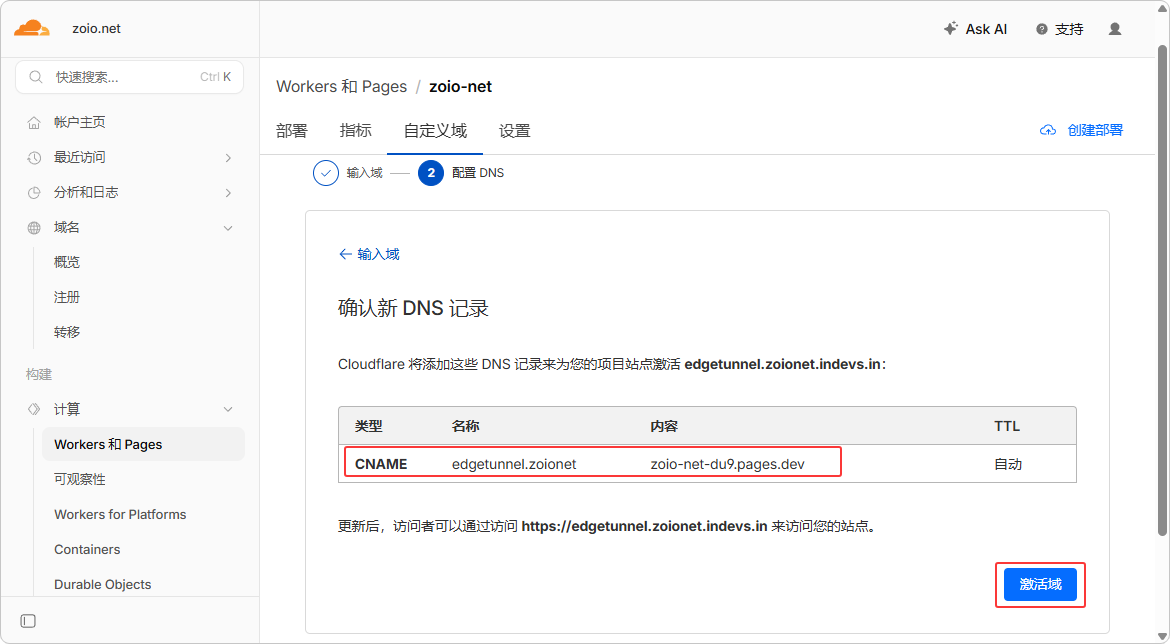 zoio.net
Ask AI
支持
快速搜索... Ctrl K
Workers 和 Pages / zoio-net
帐户主页
最近访问
分析和日志
域名
概览
注册
转移
构建
计算
Workers 和 Pages
可观察性
Workers for Platforms
Containers
Durable Objects
部署 指标 自定义域 设置
创建部署
输入域 2 配置 DNS
输入域
确认新 DNS 记录
Cloudflare 将添加这些 DNS 记录来为您的项目站点激活 edgetunnel.zoionet.indevs.in：
类型 名称 内容 TTL
CNAME edgetunnel.zoionet zoio-net-du9.pages.dev 自动
更新后，访问者可以通过访问 https://edgetunnel.zoionet.indevs.in 来访问您的站点。
激活域